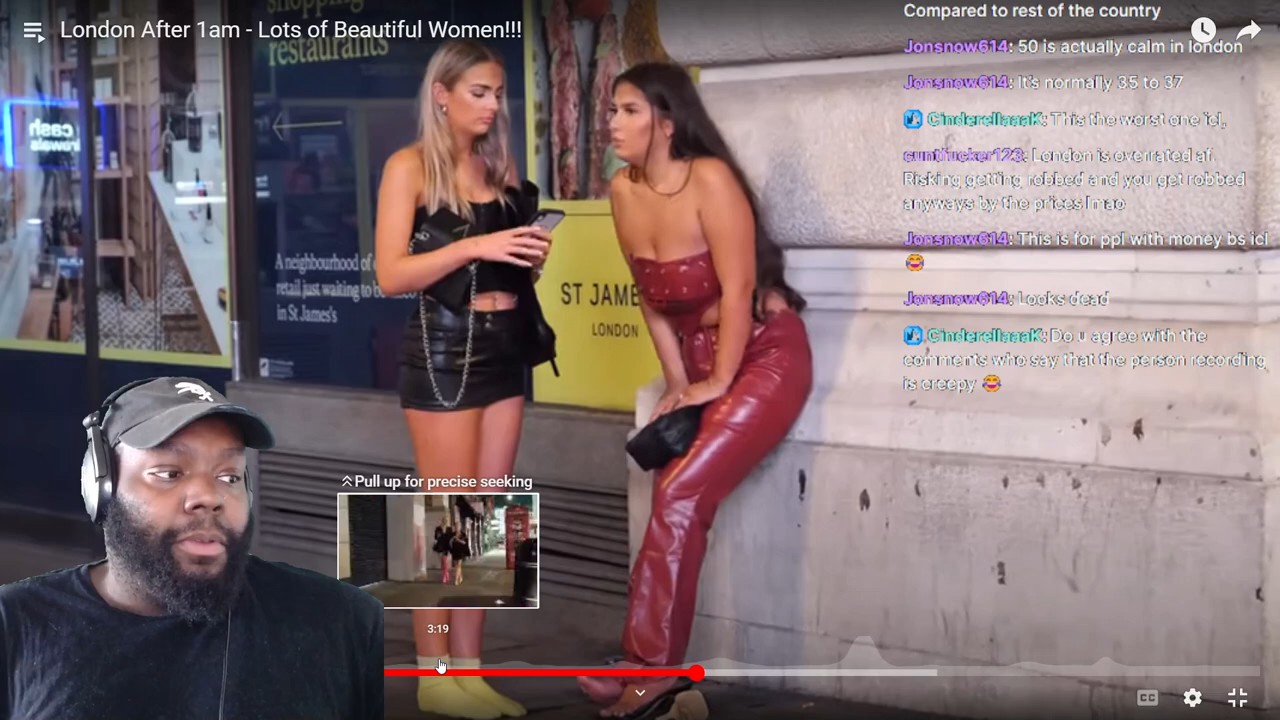 London After 1am - Lots of Beautiful Women!!!
shopping
restaurants
cash
A neighbourhood of
retail just waiting to be
in St James's
ST JAME
LONDON
Compared to rest of the country
Jonsnow614: 50 is actually calm in london
Jonsnow614: It's normally 35 to 37
CinderellaaaK: This the worst one icl,
cuntfucker123: London is overrated af.
Risking getting robbed and you get robbed
anyways by the prices lmao
Jonsnow614: This is for ppl with money bs icl
😂
Jonsnow614: Looks dead
CinderellaaaK: Do u agree with the
comments who say that the person recording
is creepy 😂
Pull up for precise seeking
3:19
CC